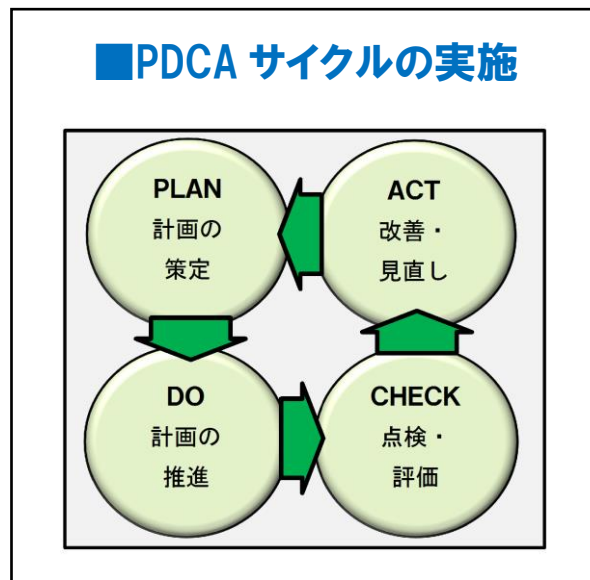 ■PDCA サイクルの実施
PLAN
計画の
策定
ACT
改善・
見直し
DO
計画の
推進
CHECK
点検・
評価